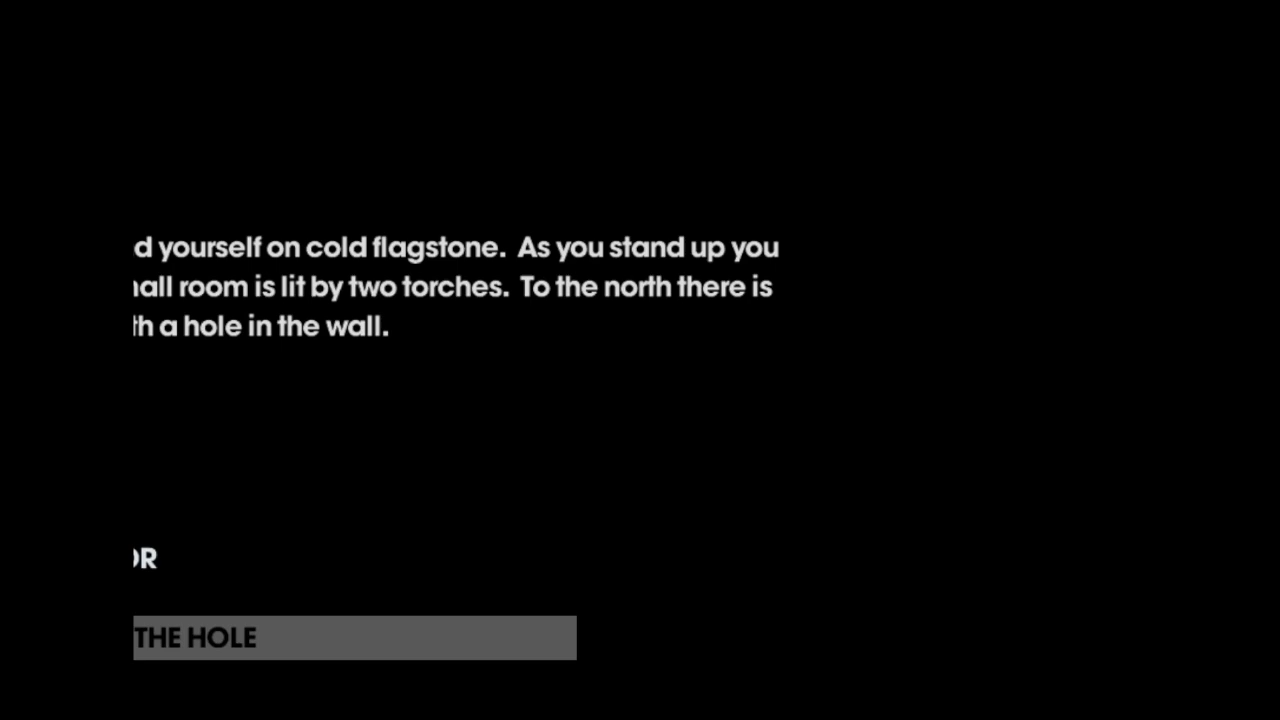 d yourself on cold flagstone. As you stand up you
all room is lit by two torches. To the north there is
th a hole in the wall.
OR
THE HOLE